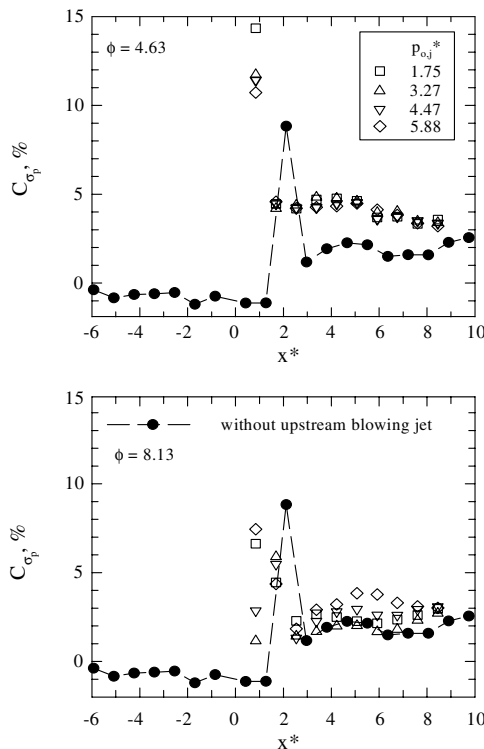 15
10
5
0
C_{σ_p}, %
ϕ = 4.63
p_{o,j}*
1.75
3.27
4.47
5.88
-6 -4 -2 0 2 4 6 8 10
x*
15
10
5
0
C_{σ_p}, %
without upstream blowing jet
ϕ = 8.13
-6 -4 -2 0 2 4 6 8 10
x*